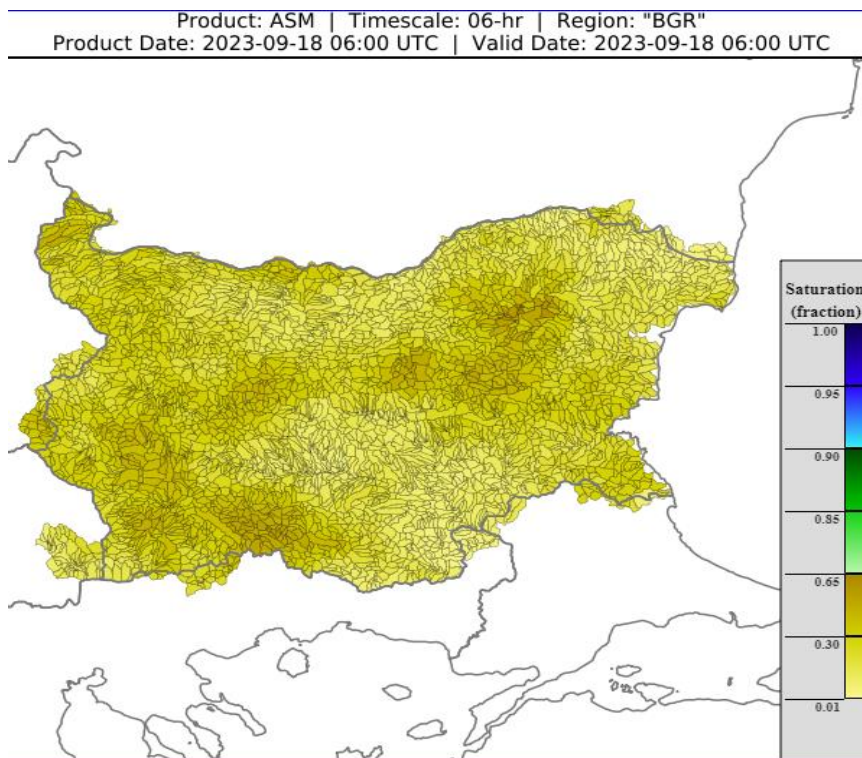 Product: ASM | Timescale: 06-hr | Region: "BGR"
Product Date: 2023-09-18 06:00 UTC | Valid Date: 2023-09-18 06:00 UTC
Saturation
(fraction)
1.00
0.95
0.90
0.85
0.65
0.30
0.01